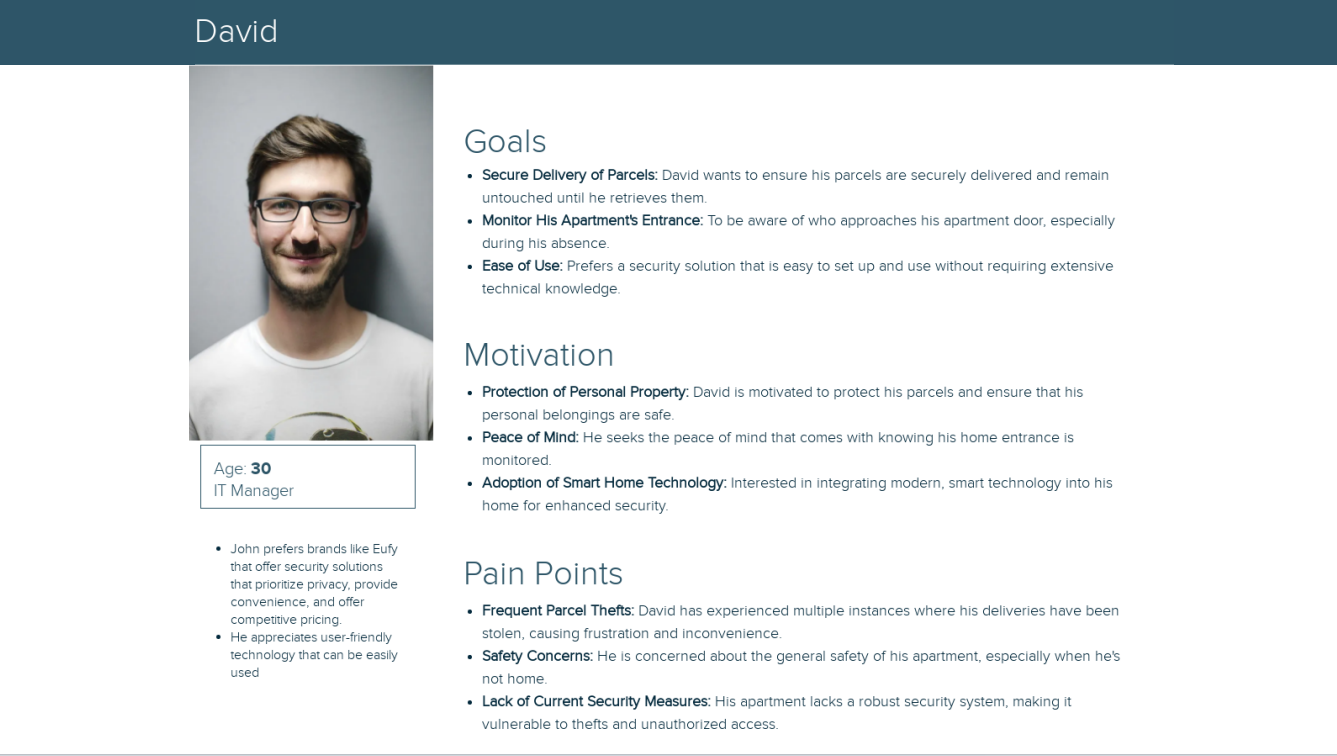 David
Goals
• Secure Delivery of Parcels: David wants to ensure his parcels are securely delivered and remain
untouched until he retrieves them.
• Monitor His Apartment's Entrance: To be aware of who approaches his apartment door, especially
during his absence.
• Ease of Use: Prefers a security solution that is easy to set up and use without requiring extensive
technical knowledge.
Motivation
• Protection of Personal Property: David is motivated to protect his parcels and ensure that his
personal belongings are safe.
• Peace of Mind: He seeks the peace of mind that comes with knowing his home entrance is
monitored.
• Adoption of Smart Home Technology: Interested in integrating modern, smart technology into his
home for enhanced security.
Pain Points
• Frequent Parcel Thefts: David has experienced multiple instances where his deliveries have been
stolen, causing frustration and inconvenience.
• Safety Concerns: He is concerned about the general safety of his apartment, especially when he's
not home.
• Lack of Current Security Measures: His apartment lacks a robust security system, making it
vulnerable to thefts and unauthorized access.
Age: 30
IT Manager
• John prefers brands like Eufy
that offer security solutions
that prioritize privacy, provide
convenience, and offer
competitive pricing.
• He appreciates user-friendly
technology that can be easily
used